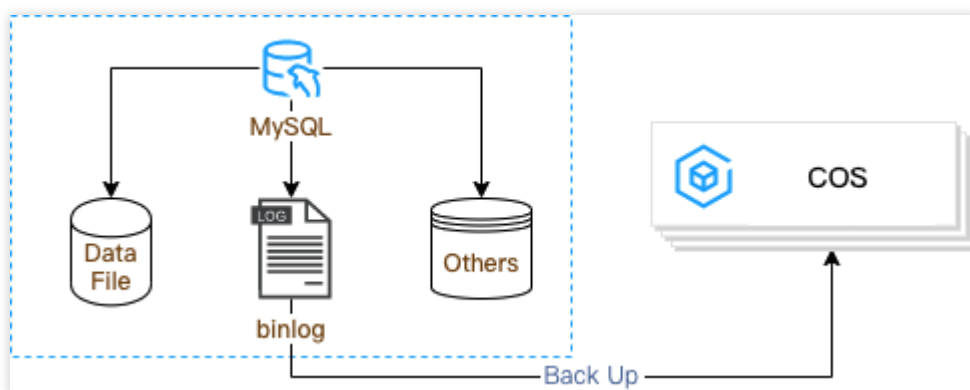 MySQL
COS
LOG
Data
File
Others
binlog
Back Up